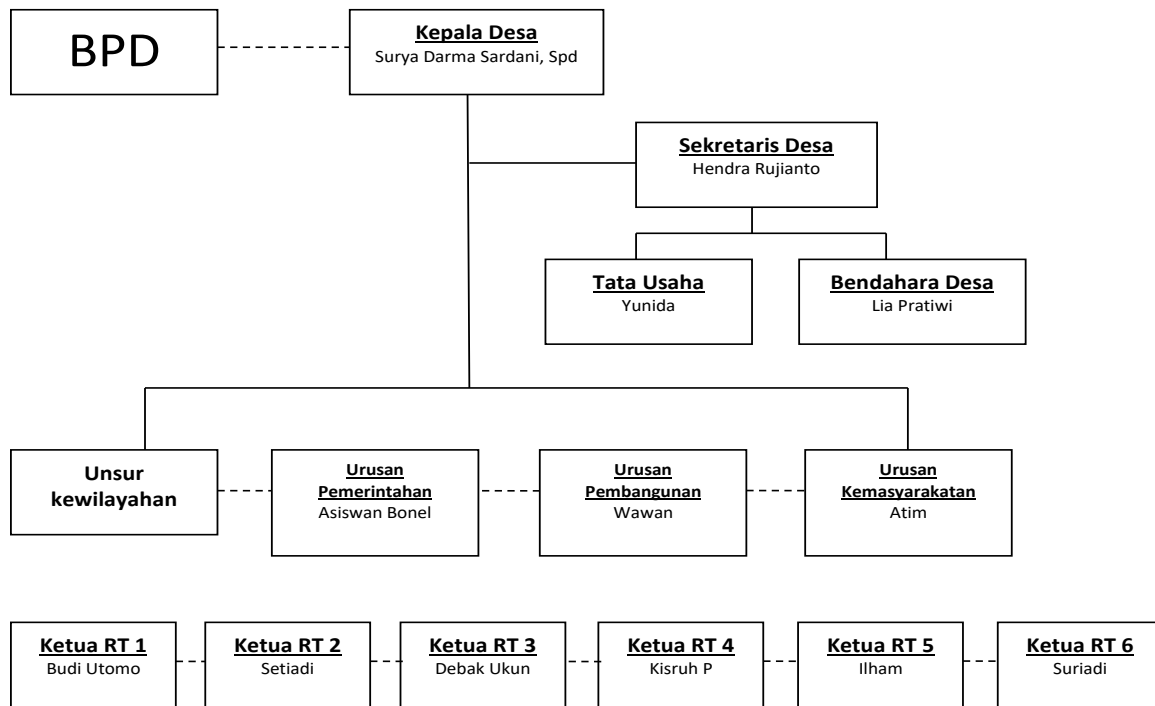 BPD
Kepala Desa
Surya Darma Sardani, Spd
Sekretaris Desa
Hendra Rujianto
Tata Usaha
Yunida
Bendahara Desa
Lia Pratiwi
Unsur
kewilayahan
Urusan
Pemerintahan
Asiswan Bonel
Urusan
Pembangunan
Wawan
Urusan
Kemasyarakatan
Atim
Ketua RT 1
Budi Utomo
Ketua RT 2
Setiadi
Ketua RT 3
Debak Ukun
Ketua RT 4
Kisruh P
Ketua RT 5
Ilham
Ketua RT 6
Suriadi